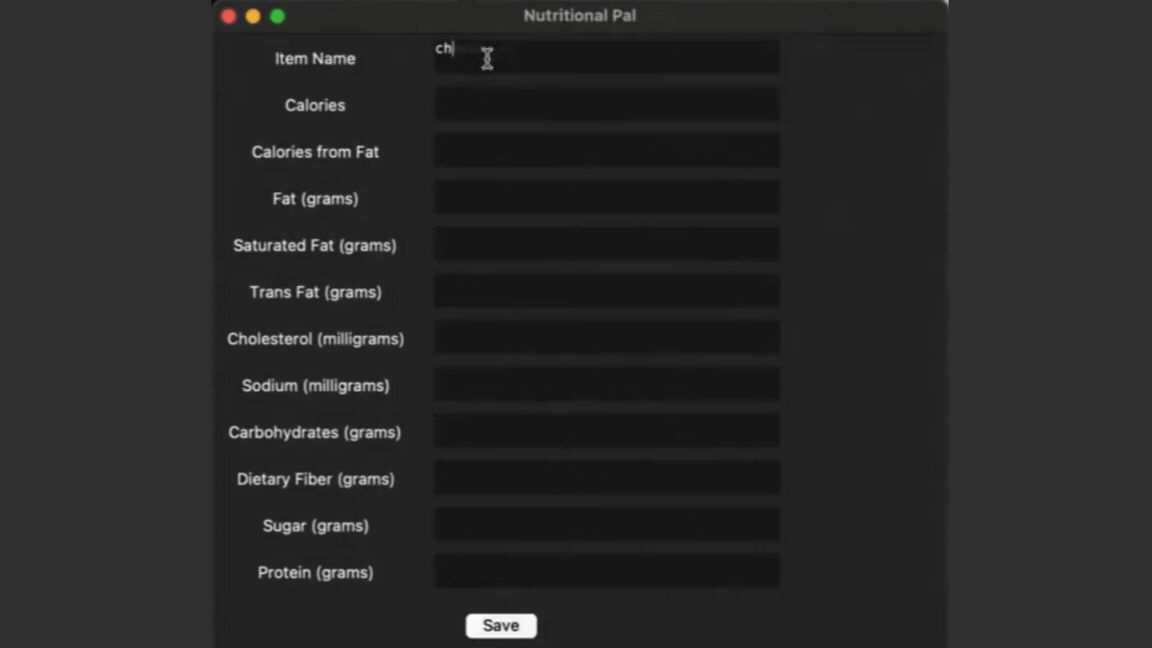 Nutritional Pal
Item Name
ch
Calories
Calories from Fat
Fat (grams)
Saturated Fat (grams)
Trans Fat (grams)
Cholesterol (milligrams)
Sodium (milligrams)
Carbohydrates (grams)
Dietary Fiber (grams)
Sugar (grams)
Protein (grams)
Save